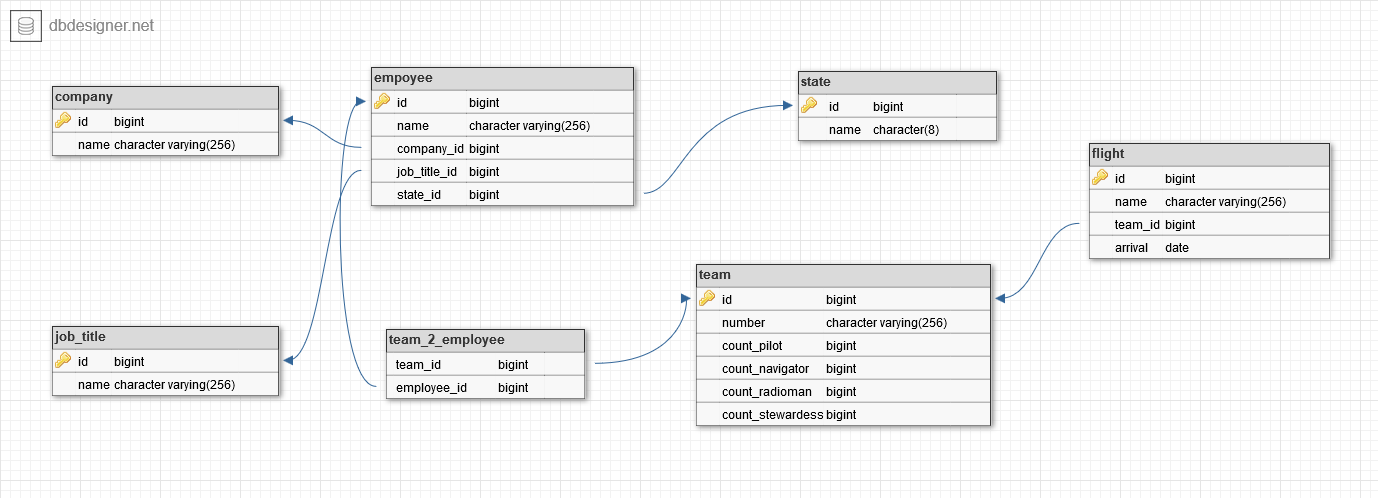 dbdesigner.net
company
id bigint
name character varying(256)
empoyee
id bigint
name character varying(256)
company_id bigint
job_title_id bigint
state_id bigint
state
id bigint
name character(8)
flight
id bigint
name character varying(256)
team_id bigint
arrival date
job_title
id bigint
name character varying(256)
team_2_employee
team_id bigint
employee_id bigint
team
id bigint
number character varying(256)
count_pilot bigint
count_navigator bigint
count_radioman bigint
count_stewardess bigint